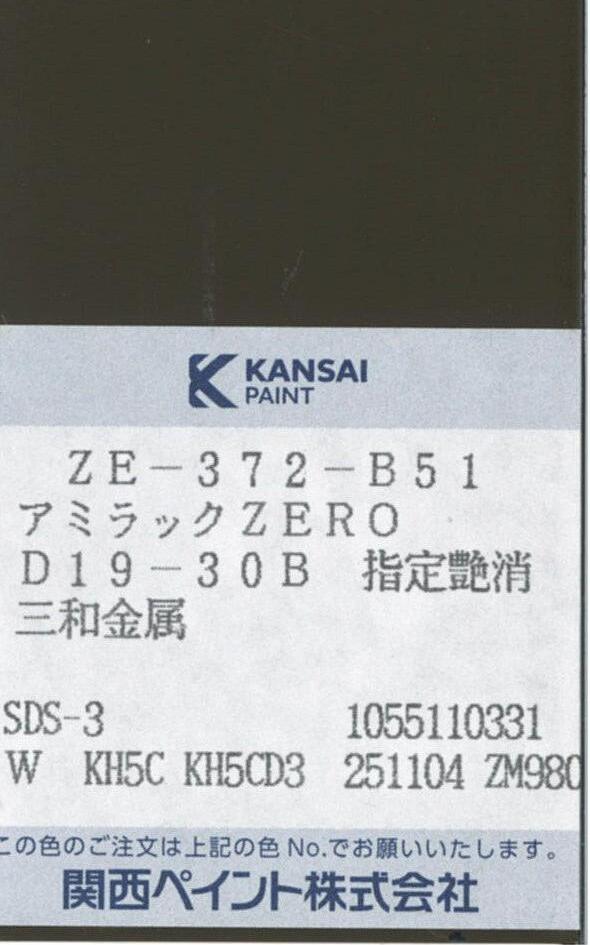 KANSAI
PAINT
ZE-372-B51
アミラックZERO
D19-30B 指定艶消
三和金属
SDS-3 1055110331
W KH5C KH5CD3 251104 ZM980
この色のご注文は上記の色 No.でお願いいたします。
関西ペイント株式会社